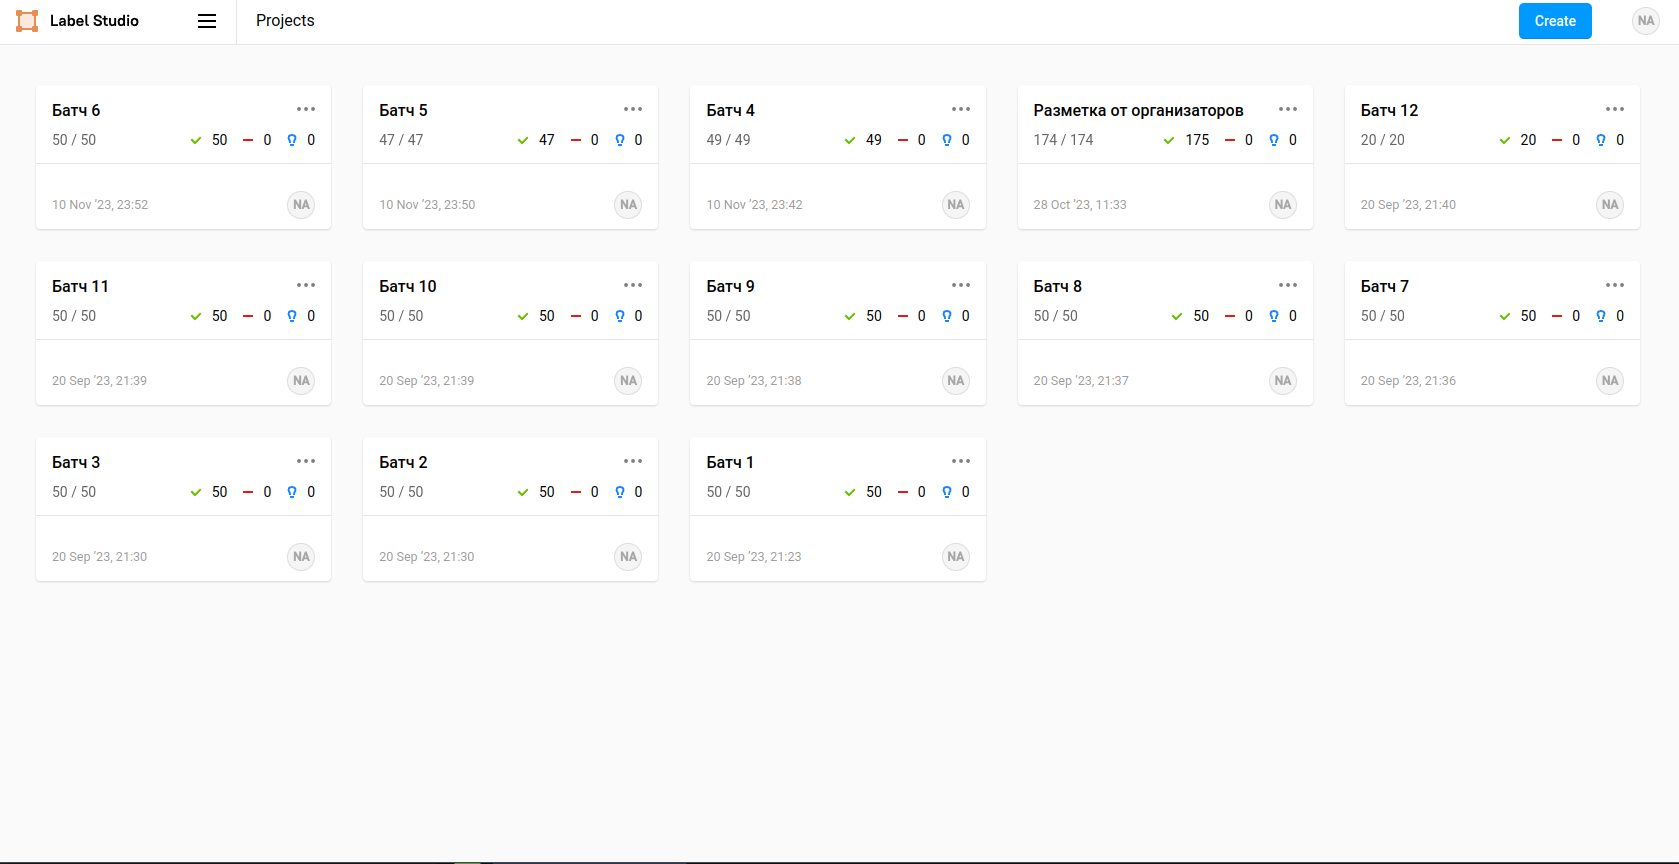 Label Studio
Projects
Create
NA
Батч 6
50 / 50
50
0
0
10 Nov '23, 23:52
NA
Батч 5
47 / 47
47
0
0
10 Nov '23, 23:50
NA
Батч 4
49 / 49
49
0
0
10 Nov '23, 23:42
NA
Разметка от организаторов
174 / 174
175
0
0
28 Oct '23, 11:33
NA
Батч 12
20 / 20
20
0
0
20 Sep '23, 21:40
NA
Батч 11
50 / 50
50
0
0
20 Sep '23, 21:39
NA
Батч 10
50 / 50
50
0
0
20 Sep '23, 21:39
NA
Батч 9
50 / 50
50
0
0
20 Sep '23, 21:38
NA
Батч 8
50 / 50
50
0
0
20 Sep '23, 21:37
NA
Батч 7
50 / 50
50
0
0
20 Sep '23, 21:36
NA
Батч 3
50 / 50
50
0
0
20 Sep '23, 21:30
NA
Батч 2
50 / 50
50
0
0
20 Sep '23, 21:30
NA
Батч 1
50 / 50
50
0
0
20 Sep '23, 21:23
NA